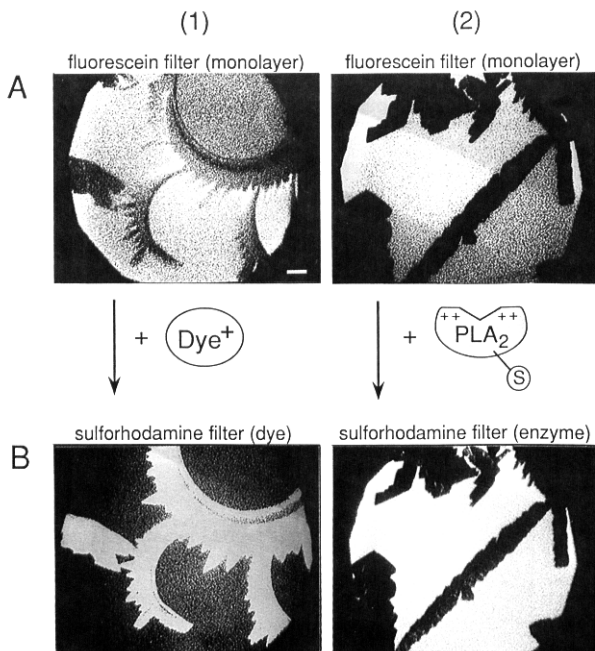 (1) (2)
fluorescein filter (monolayer) fluorescein filter (monolayer)
A
+ Dye+ + ++ ++
PLA2
S
sulforhodamine filter (dye) sulforhodamine filter (enzyme)
B